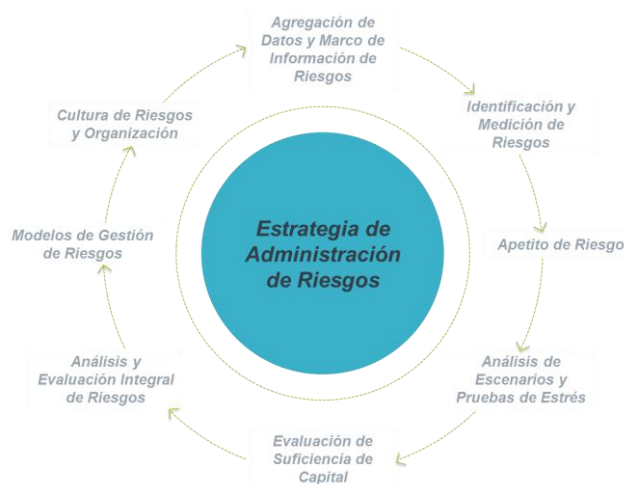 Agregación de
Datos y Marco de
Información de
Riesgos
Identificación y
Medición de
Riesgos
Apetito de Riesgo
Análisis de
Escenarios y
Pruebas de Estrés
Evaluación de
Suficiencia de
Capital
Análisis y
Evaluación Integral
de Riesgos
Modelos de Gestión
de Riesgos
Cultura de Riesgos
y Organización
Estrategia de
Administración
de Riesgos